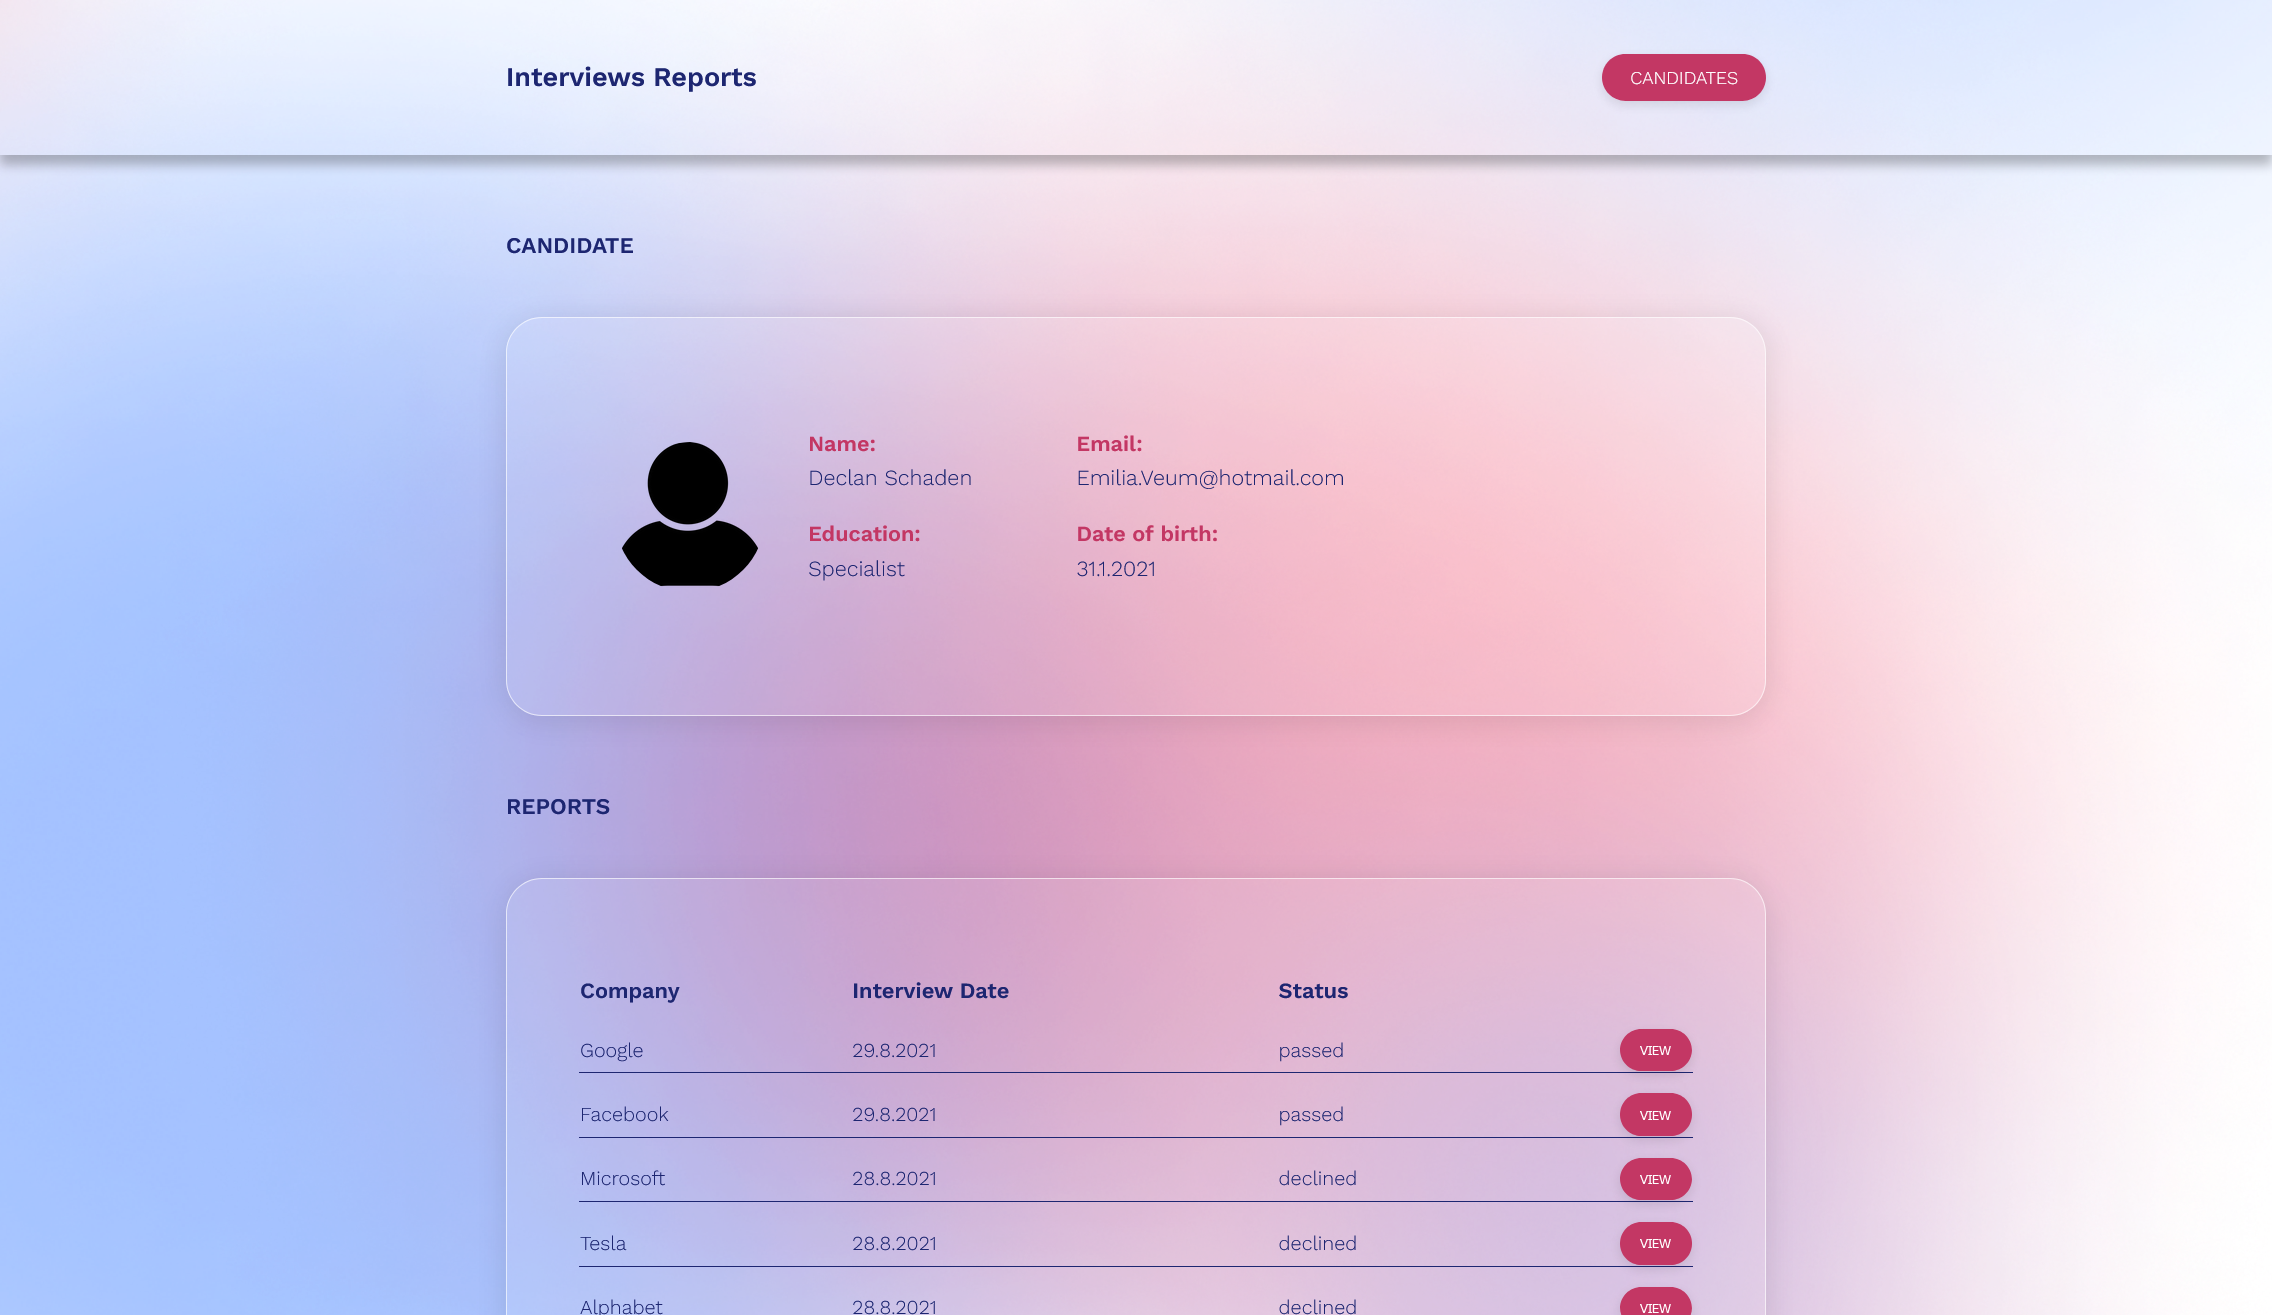 Interviews Reports
CANDIDATES
CANDIDATE
Name:
Declan Schaden
Email:
Emilia.Veum@hotmail.com
Education:
Specialist
Date of birth:
31.1.2021
REPORTS
Company Interview Date Status
Google 29.8.2021 passed VIEW
Facebook 29.8.2021 passed VIEW
Microsoft 28.8.2021 declined VIEW
Tesla 28.8.2021 declined VIEW
Alphabet 28.8.2021 declined VIEW